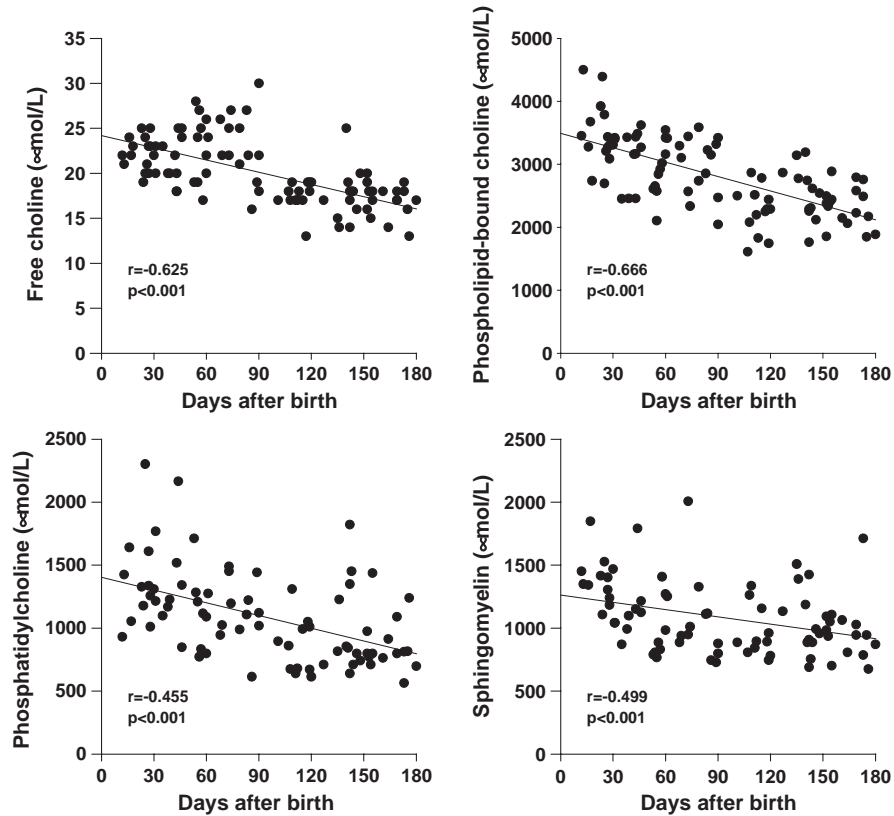 Free choline (∝mol/L)
35
30
25
20
15
10
5
0
r=-0.625
p<0.001
0 30 60 90 120 150 180
Days after birth
Phospholipid-bound choline (∝mol/L)
5000
4000
3000
2000
1000
0
r=-0.666
p<0.001
0 30 60 90 120 150 180
Days after birth
Phosphatidylcholine (∝mol/L)
2500
2000
1500
1000
500
0
r=-0.455
p<0.001
0 30 60 90 120 150 180
Days after birth
Sphingomyelin (∝mol/L)
2500
2000
1500
1000
500
0
r=-0.499
p<0.001
0 30 60 90 120 150 180
Days after birth